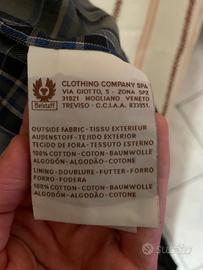 CLOTHING COMPANY SPA
VIA GIOTTO, 5 - ZONA SPZ
31021 MOGLIANO VENETO
TREVISO - C.C.I.A.A. 833851.
Belstaff
OUTSIDE FABRIC-TISSU EXTERIEUR
AUßENSTOFF-TEJIDO EXTERIOR
TECIDO DE FORA-TESSUTO ESTERNO
100% COTTON-COTON-BAUMWOLLE
ALGODÃO-ALGODÃO-COTONE
LINING-DOUBLURE-FUTTER-FORRO
FORRO-FODERA
100% COTTON-COTON-BAUMWOLLE
ALGODÃO-ALGODÃO-COTONE
subito